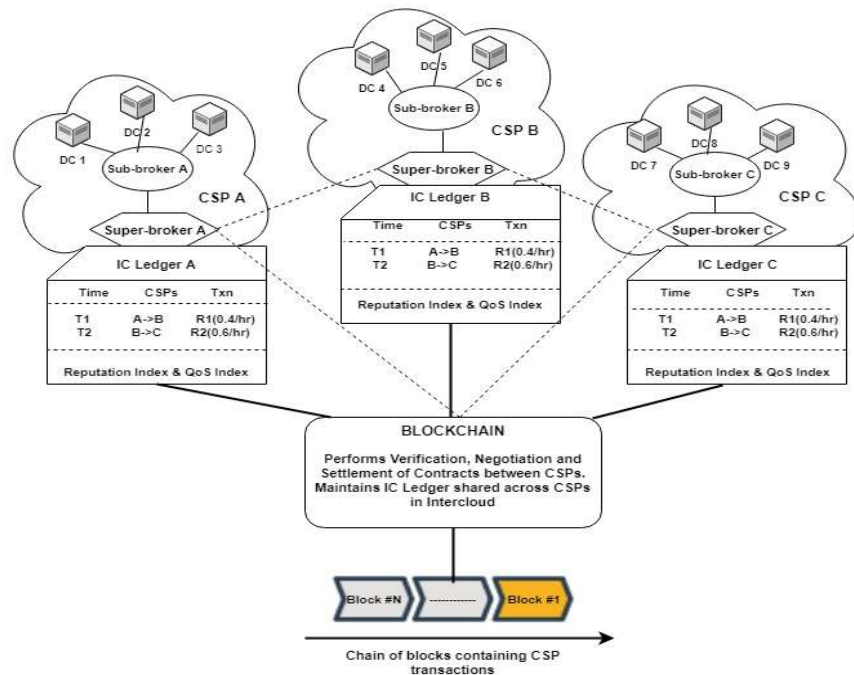 DC 5
DC 4
DC 6
Sub-broker B
CSP B
Super-broker B
DC 2
DC 1
DC 3
Sub-broker A
CSP A
Super-broker A
DC 8
DC 7
DC 9
Sub-broker C
CSP C
Super-broker C
IC Ledger B
Time CSPs Txn
T1 A->B R1(0.4/hr)
T2 B->C R2(0.6/hr)
Reputation Index & QoS Index
IC Ledger A
Time CSPs Txn
T1 A->B R1(0.4/hr)
T2 B->C R2(0.6/hr)
Reputation Index & QoS Index
IC Ledger C
Time CSPs Txn
T1 A->B R1(0.4/hr)
T2 B->C R2(0.6/hr)
Reputation Index & QoS Index
BLOCKCHAIN
Performs Verification, Negotiation and
Settlement of Contracts between CSPs.
Maintains IC Ledger shared across CSPs
in Intercloud
Block #N ------------ Block #1
Chain of blocks containing CSP
transactions